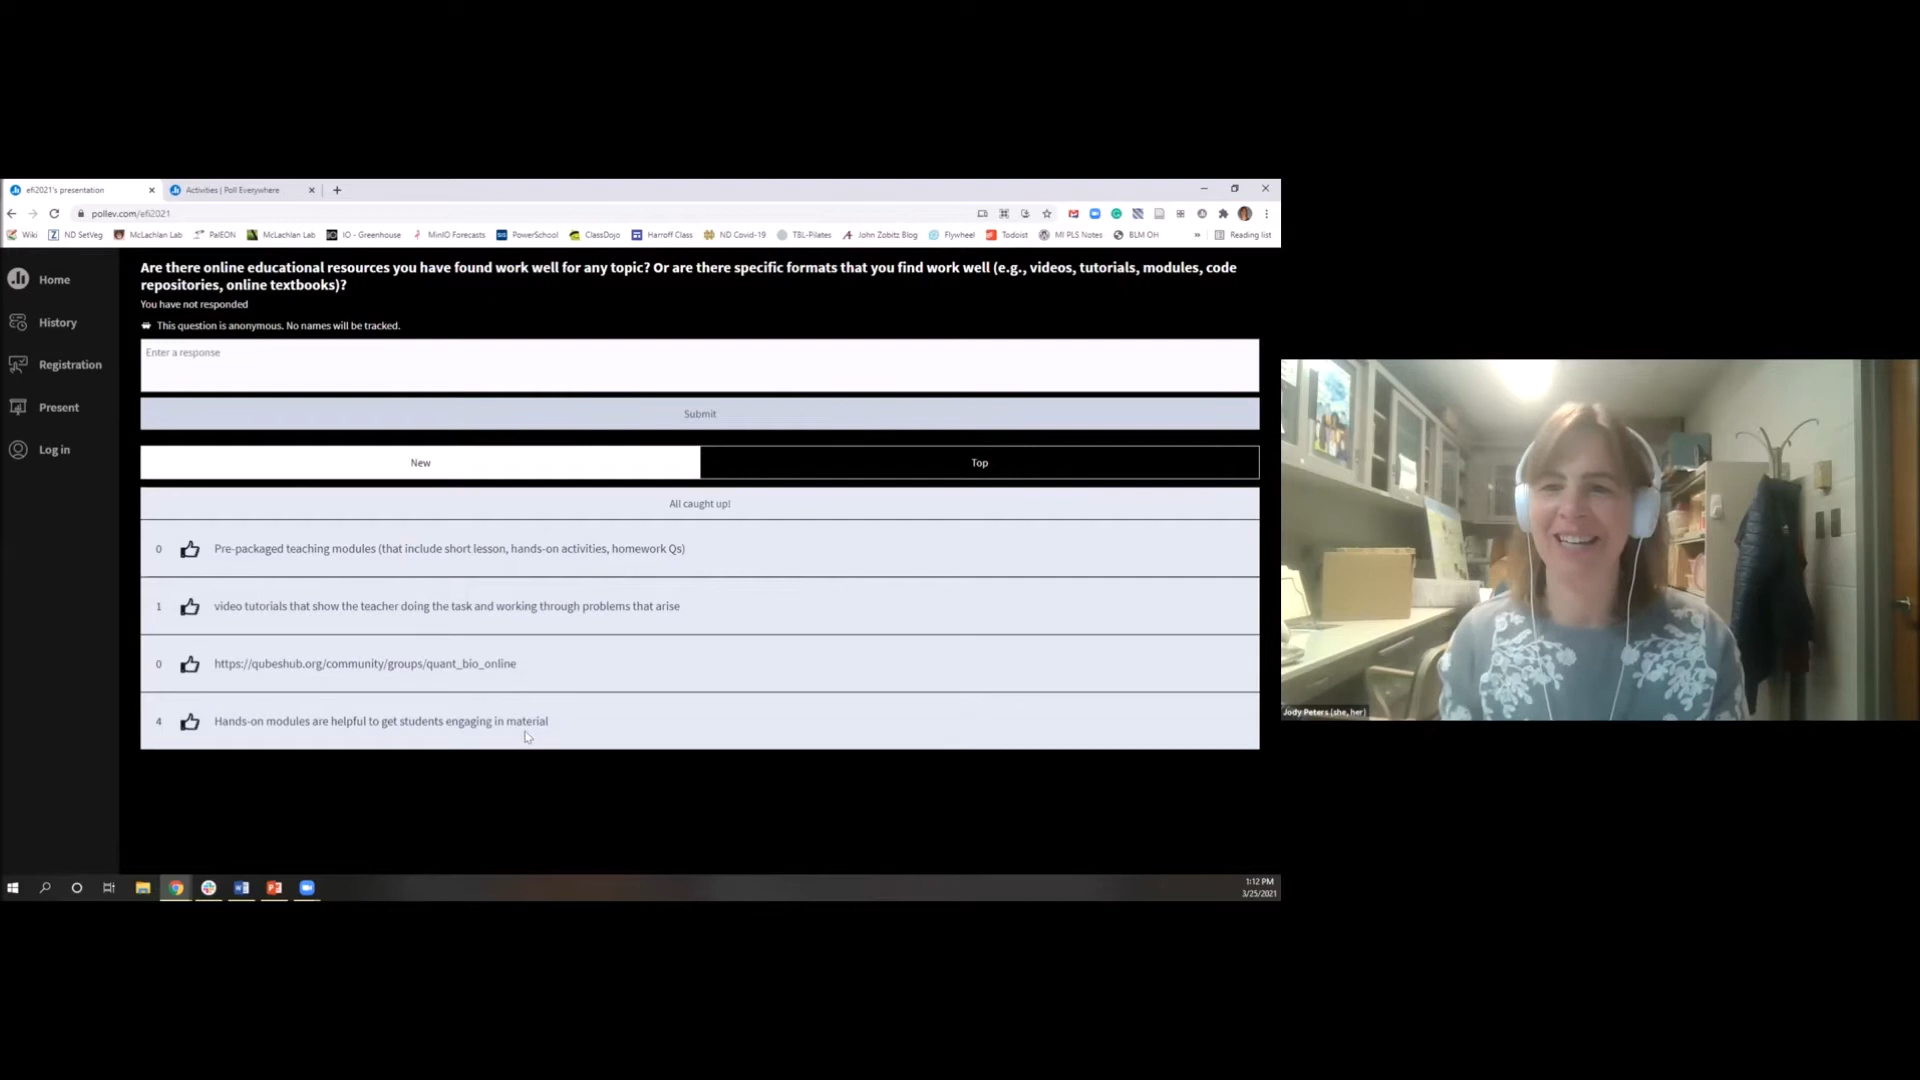 efi2021's presentation
Activities | Poll Everywhere
pollev.com/efi2021
Wiki
ND SetVeg
McLachlan Lab
PalEON
McLachlan Lab
IO - Greenhouse
MinIO Forecasts
PowerSchool
ClassDojo
Harroff Class
ND Covid-19
TBL-Pilates
John Zobitz Blog
Flywheel
Todoist
MI PLS Notes
BLM OH
»
Reading list
Home
History
Registration
Present
Log in
Are there online educational resources you have found work well for any topic? Or are there specific formats that you find work well (e.g., videos, tutorials, modules, code
repositories, online textbooks)?
You have not responded
This question is anonymous. No names will be tracked.
Enter a response
Submit
New
Top
All caught up!
0 Pre-packaged teaching modules (that include short lesson, hands-on activities, homework Qs)
1 video tutorials that show the teacher doing the task and working through problems that arise
0 https://qubeshub.org/community/groups/quant_bio_online
4 Hands-on modules are helpful to get students engaging in material
Jody Peters (she, her)
1:12 PM
3/25/2021